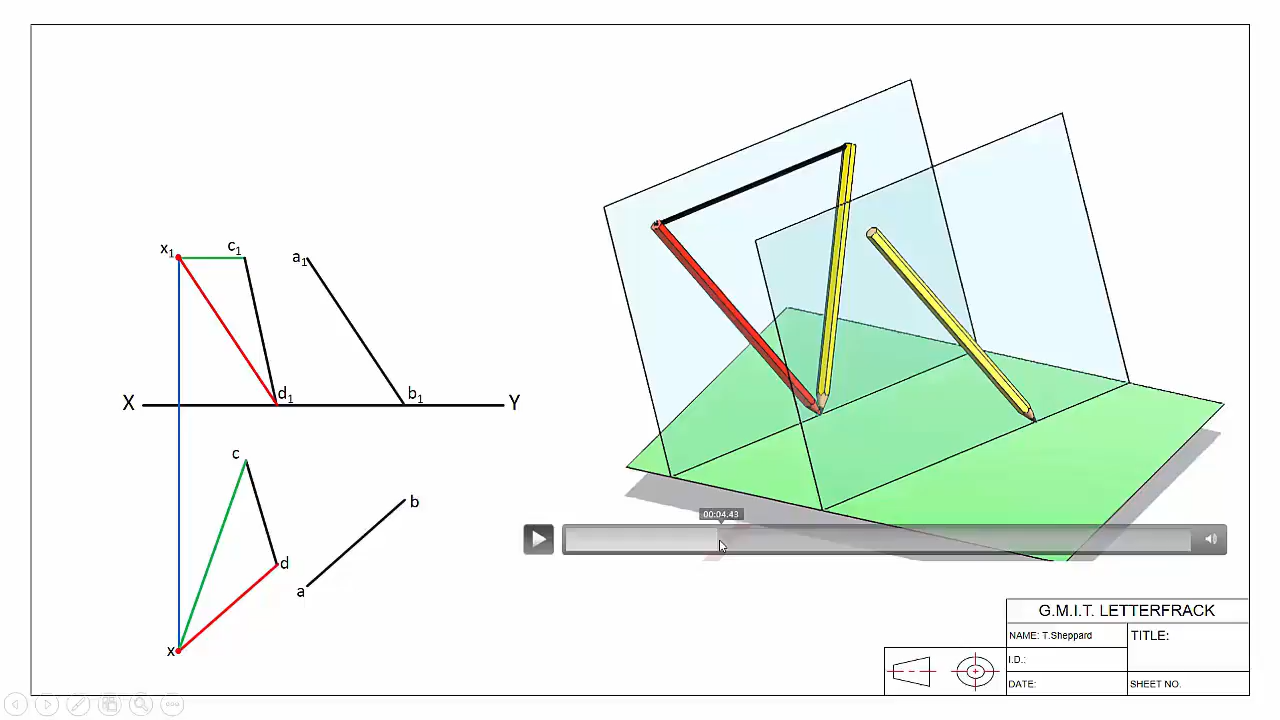 x1
c1
a1
X
d1
b1
Y
c
b
d
a
x
00:04.43
G.M.I.T. LETTERFRACK
NAME: T.Sheppard
TITLE:
I.D.:
DATE:
SHEET NO.